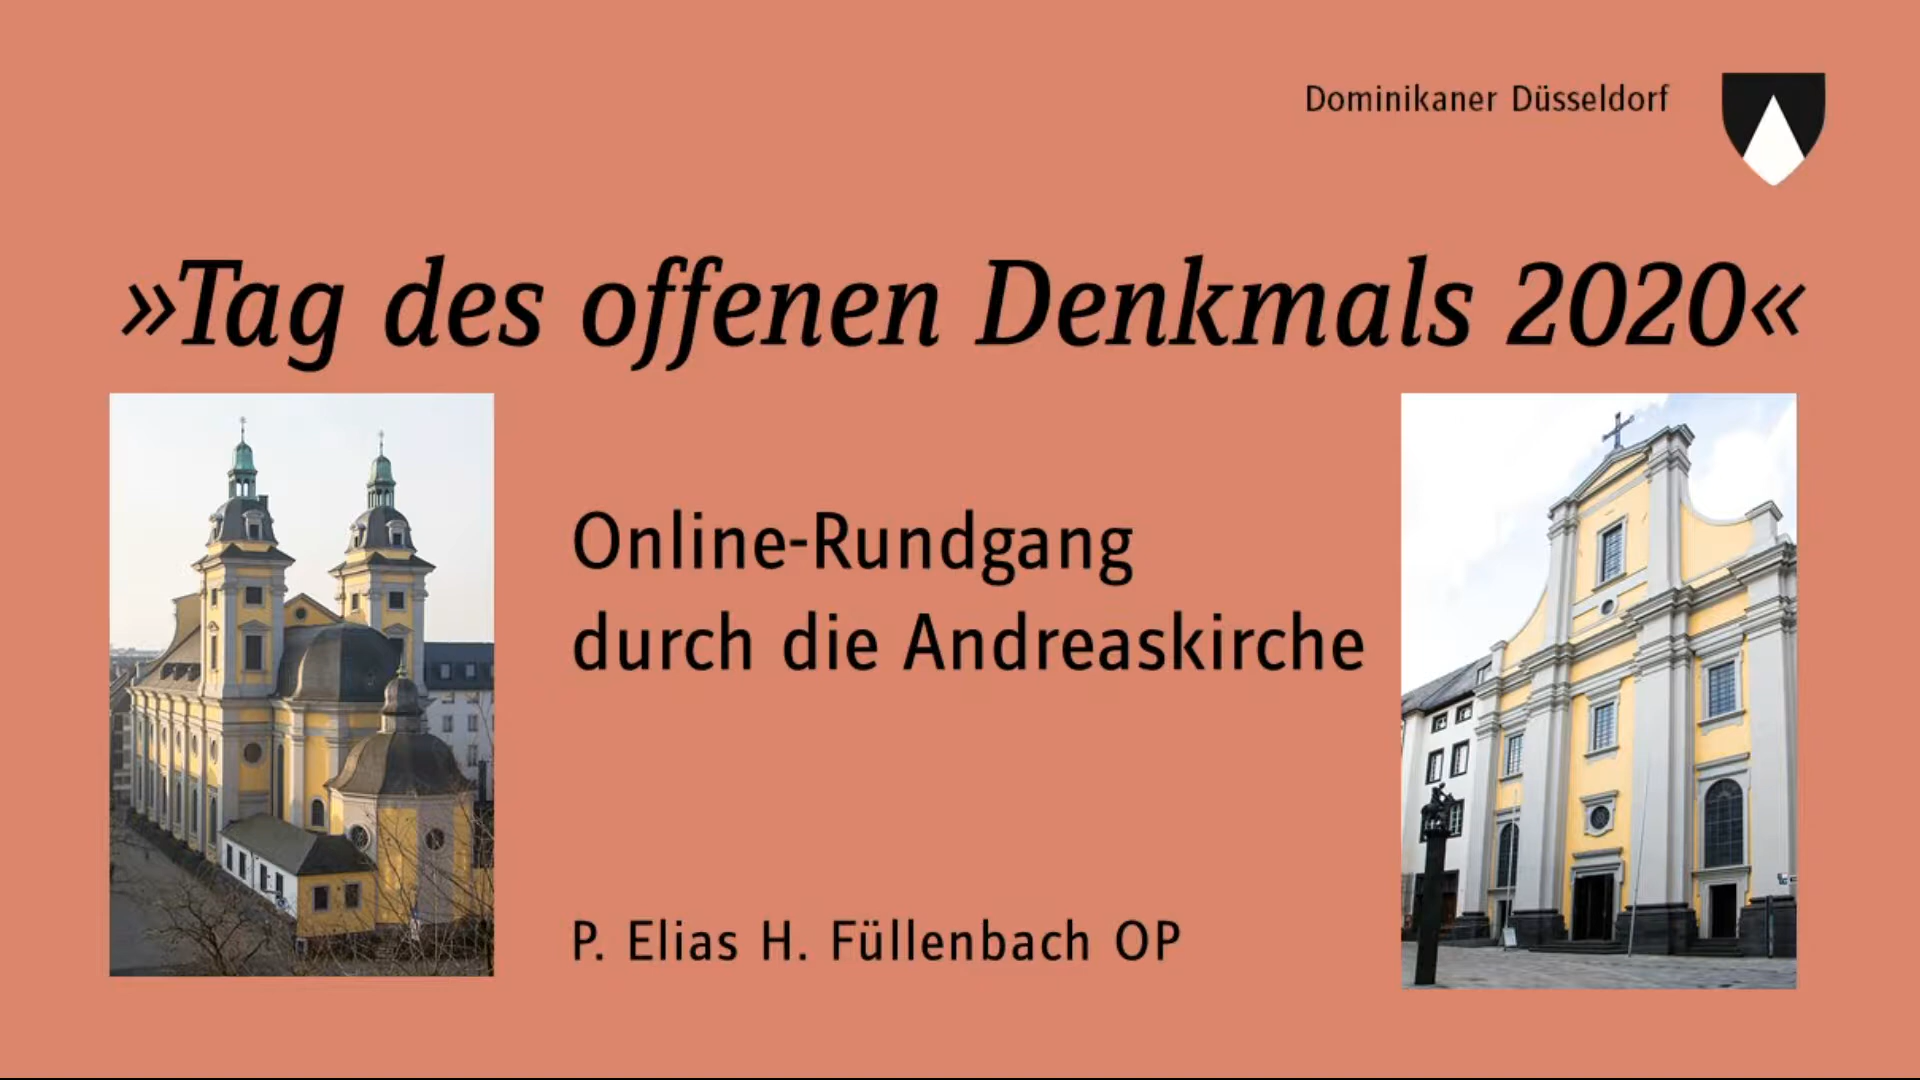 Dominikaner Düsseldorf
»Tag des offenen Denkmals 2020«
Online-Rundgang
durch die Andreaskirche
P. Elias H. Füllenbach OP